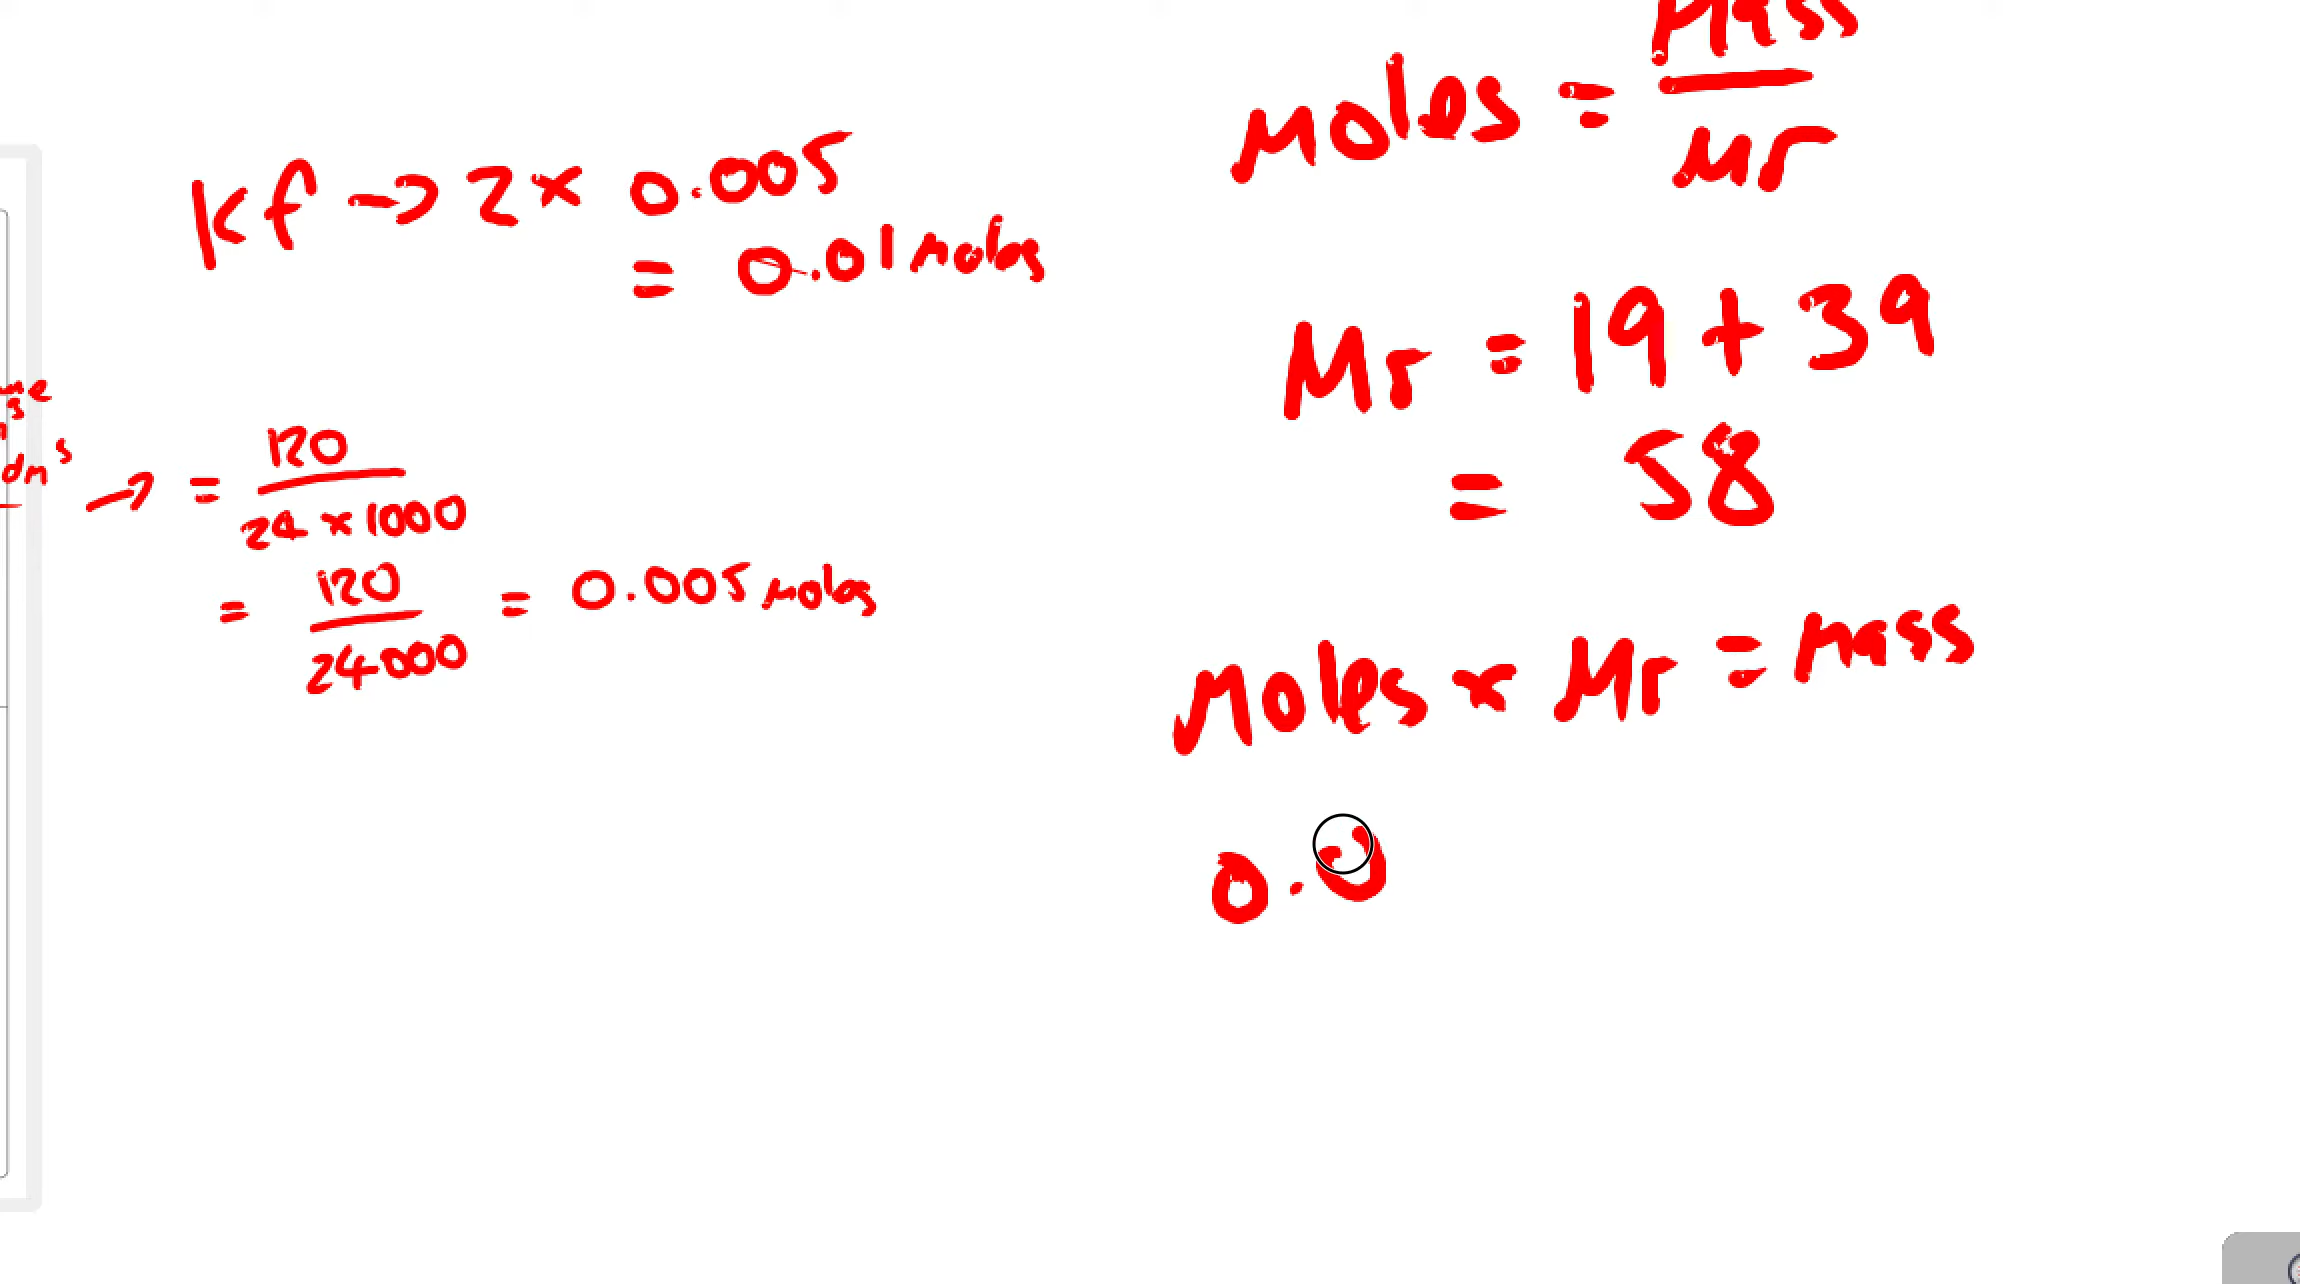 Moles = Mass
Mr
Kf → 2 × 0.005
= 0.01 moles
Mr = 19 + 39
= 58
dm³ → = 120
24 × 1000
= 120 = 0.005 moles
24000
Moles × Mr = Mass
0.0